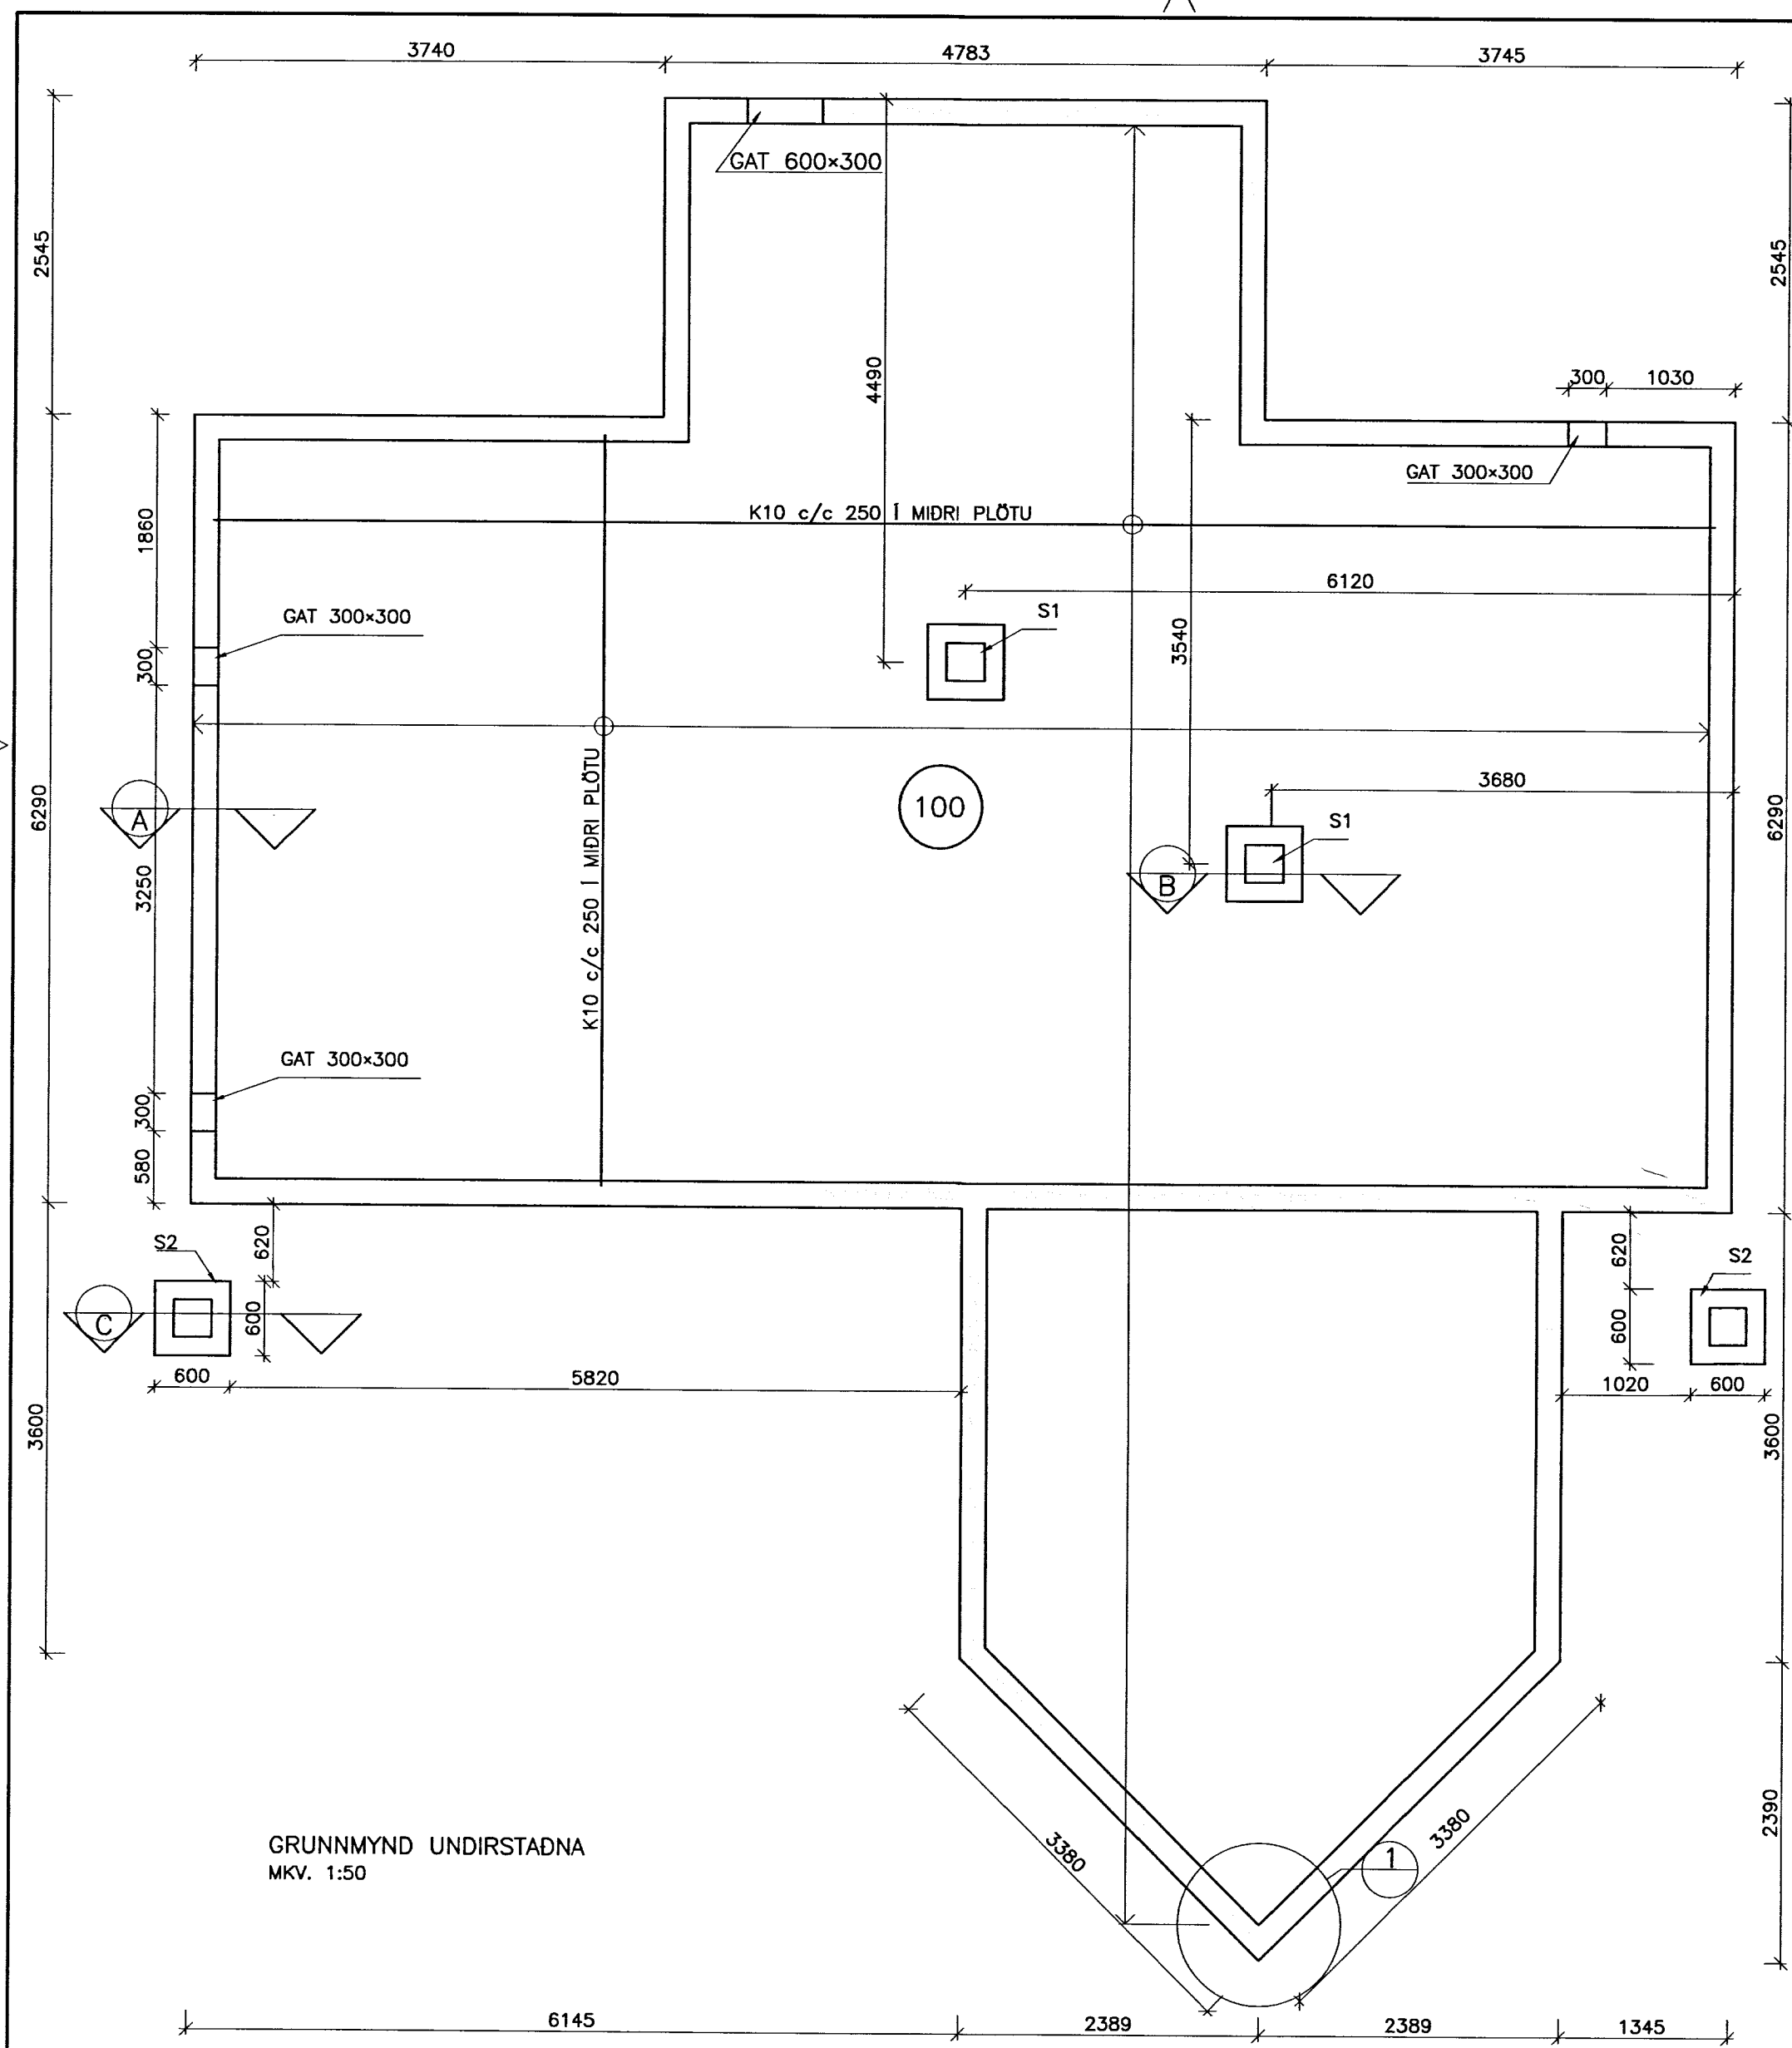 3740
4783
3745
GAT 600×300
2545
2545
4490
300
1030
GAT 300×300
1860
K10 c/c 250 Í MIÐRI PLÖTU
6120
GAT 300×300
S1
3540
300
6290
3680
6290
100
S1
A
B
3250
K10 c/c 250 Í MIÐRI PLÖTU
GAT 300×300
300
580
620
620
S2
S2
C
600
600
600
5820
1020
600
3600
3600
2390
3380
3380
1
GRUNNMYND UNDIRSTAÐNA
MKV. 1:50
6145
2389
2389
1345